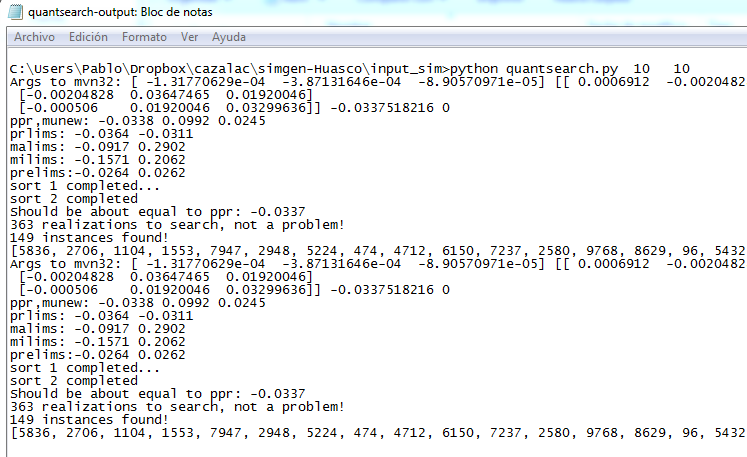 quantsearch-output: Bloc de notas
Archivo Edición Formato Ver Ayuda
C:\Users\Pablo\Dropbox\cazalac\simgen-Huasco\input_sim>python quantsearch.py  10   10
Args to mvn32: [ -1.31770629e-04  -3.87131646e-04  -8.90570971e-05] [[ 0.0006912  -0.0020482
 [-0.00204828  0.03647465  0.01920046]
 [-0.000506    0.01920046  0.03299636]] -0.0337518216 0
ppr,munew: -0.0338 0.0992 0.0245
prlims: -0.0364 -0.0311
malims: -0.0917 0.2902
milims: -0.1571 0.2062
prelims:-0.0264 0.0262
sort 1 completed...
sort 2 completed
Should be about equal to ppr: -0.0337
363 realizations to search, not a problem!
149 instances found!
[5836, 2706, 1104, 1553, 7947, 2948, 5224, 474, 4712, 6150, 7237, 2580, 9768, 8629, 96, 5432
Args to mvn32: [ -1.31770629e-04  -3.87131646e-04  -8.90570971e-05] [[ 0.0006912  -0.0020482
 [-0.00204828  0.03647465  0.01920046]
 [-0.000506    0.01920046  0.03299636]] -0.0337518216 0
ppr,munew: -0.0338 0.0992 0.0245
prlims: -0.0364 -0.0311
malims: -0.0917 0.2902
milims: -0.1571 0.2062
prelims:-0.0264 0.0262
sort 1 completed...
sort 2 completed
Should be about equal to ppr: -0.0337
363 realizations to search, not a problem!
149 instances found!
[5836, 2706, 1104, 1553, 7947, 2948, 5224, 474, 4712, 6150, 7237, 2580, 9768, 8629, 96, 5432